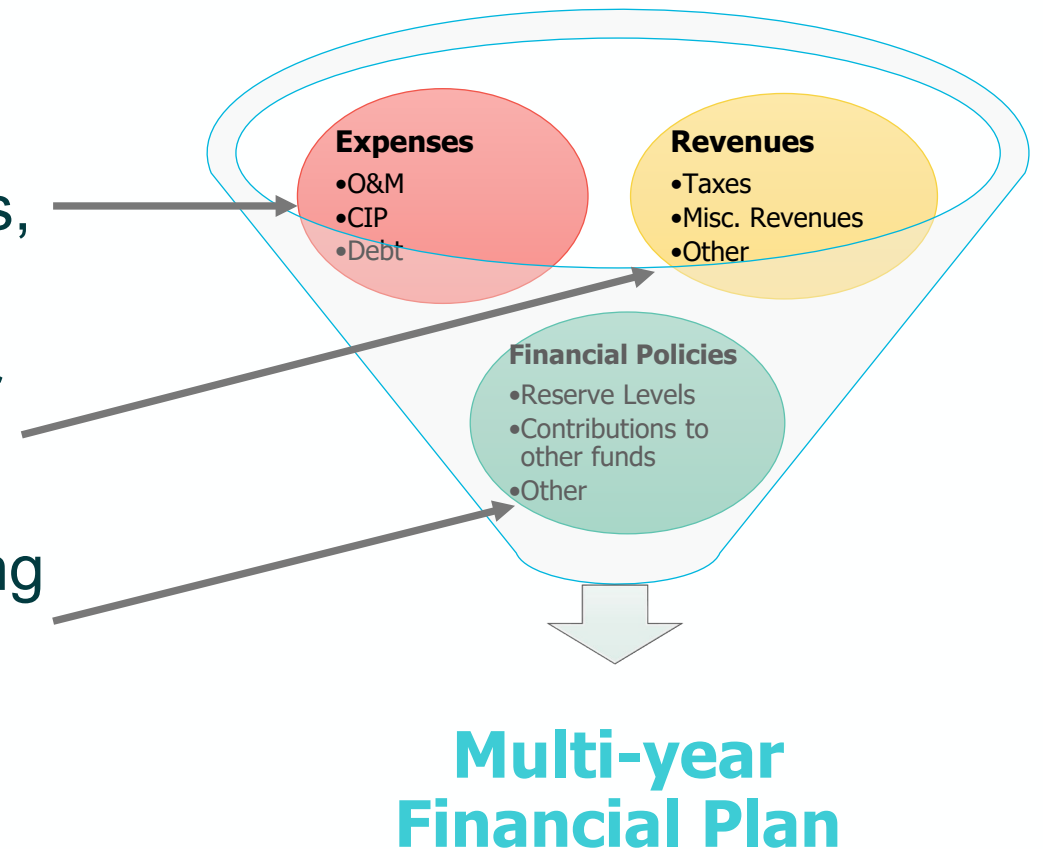 Expenses
•O&M
•CIP
•Debt
Revenues
•Taxes
•Misc. Revenues
•Other
s,
Financial Policies
•Reserve Levels
•Contributions to
other funds
•Other
ng
Multi-year
Financial Plan